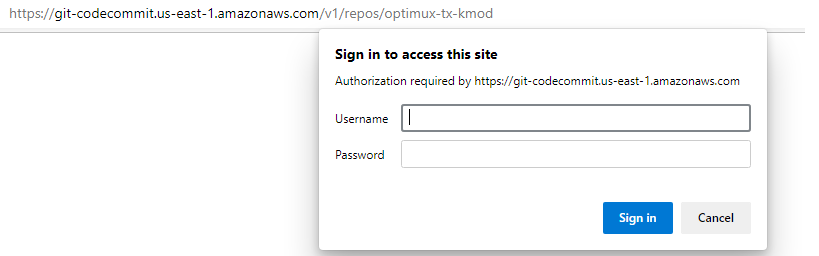 https://git-codecommit.us-east-1.amazonaws.com/v1/repos/optimux-tx-kmod
Sign in to access this site
Authorization required by https://git-codecommit.us-east-1.amazonaws.com
Username
Password
Sign in Cancel